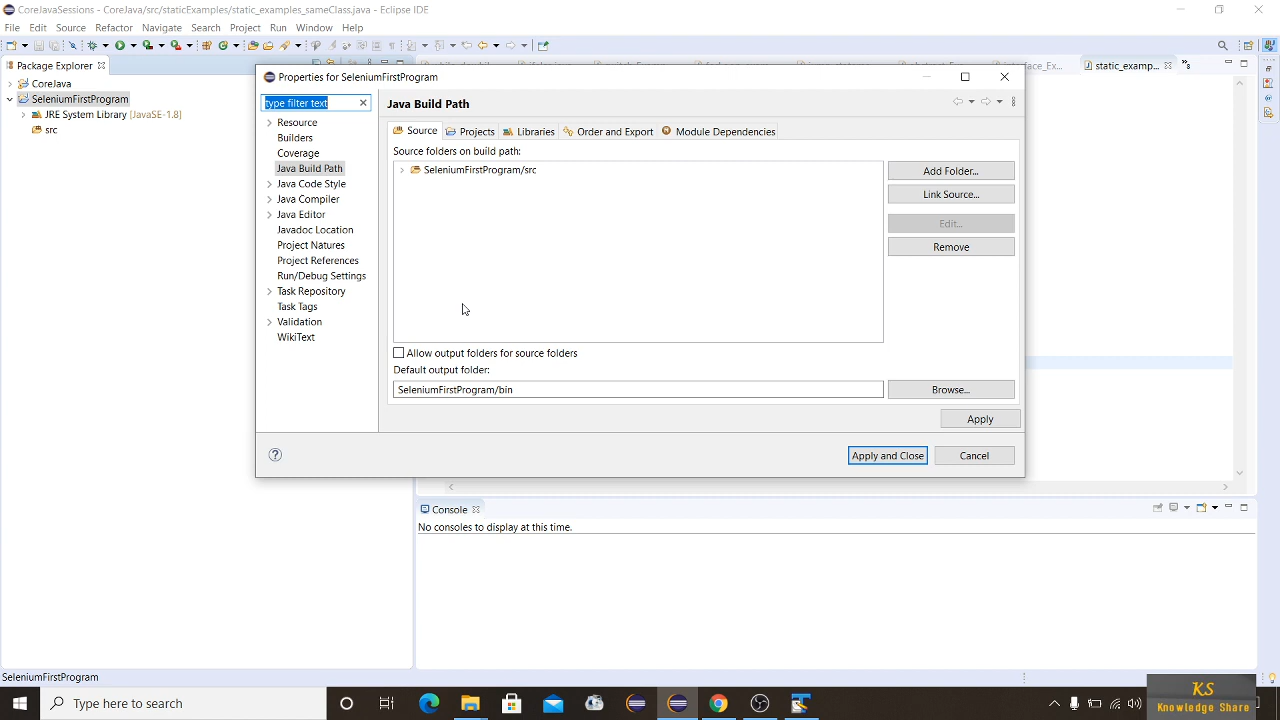 CoreJavaSessions - CoreJava/src/staticExamples/static_examples_sameClass.java - Eclipse IDE
File Edit Source Refactor Navigate Search Project Run Window Help
Package Explorer
CoreJava
SeleniumFirstProgram
JRE System Library [JavaSE-1.8]
src
static_examp...
Properties for SeleniumFirstProgram
type filter text
Resource
Builders
Coverage
Java Build Path
Java Code Style
Java Compiler
Java Editor
Javadoc Location
Project Natures
Project References
Run/Debug Settings
Task Repository
Task Tags
Validation
WikiText
Java Build Path
Source Projects Libraries Order and Export Module Dependencies
Source folders on build path:
SeleniumFirstProgram/src
Add Folder...
Link Source...
Edit...
Remove
Allow output folders for source folders
Default output folder:
SeleniumFirstProgram/bin
Browse...
Apply
Apply and Close Cancel
Console
No consoles to display at this time.
SeleniumFirstProgram
Type here to search
KS
Knowledge Share